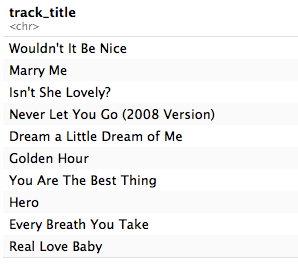 track_title
<chr>
Wouldn't It Be Nice
Marry Me
Isn't She Lovely?
Never Let You Go (2008 Version)
Dream a Little Dream of Me
Golden Hour
You Are The Best Thing
Hero
Every Breath You Take
Real Love Baby